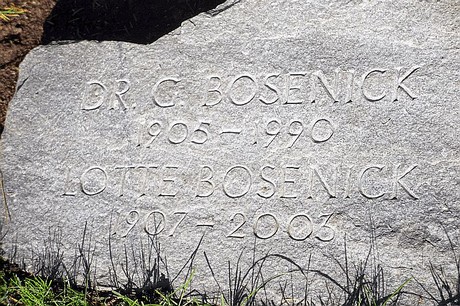 DR. G. BOSENICK
1905-1990
LOTTE BOSENICK
1907-2003